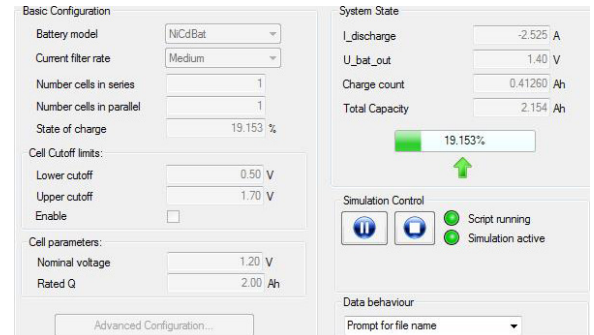 Basic Configuration
Battery model NiCdBat
Current filter rate Medium
Number cells in series 1
Number cells in parallel 1
State of charge 19.153 %
Cell Cutoff limits:
Lower cutoff 0.50 V
Upper cutoff 1.70 V
Enable
Cell parameters:
Nominal voltage 1.20 V
Rated Q 2.00 Ah
Advanced Configuration...
System State
I_discharge -2.525 A
U_bat_out 1.40 V
Charge count 0.41260 Ah
Total Capacity 2.154 Ah
19.153%
Simulation Control
Script running
Simulation active
Data behaviour
Prompt for file name